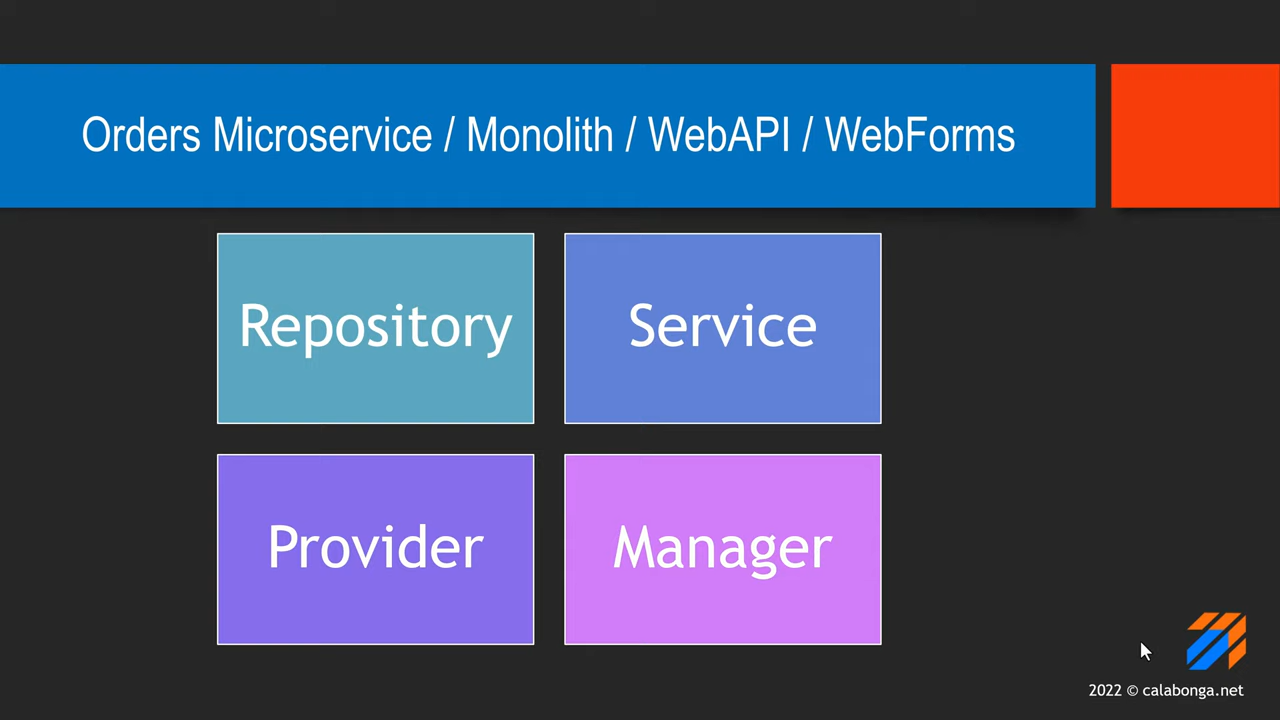 Orders Microservice / Monolith / WebAPI / WebForms
Repository
Service
Provider
Manager
2022 © calabonga.net